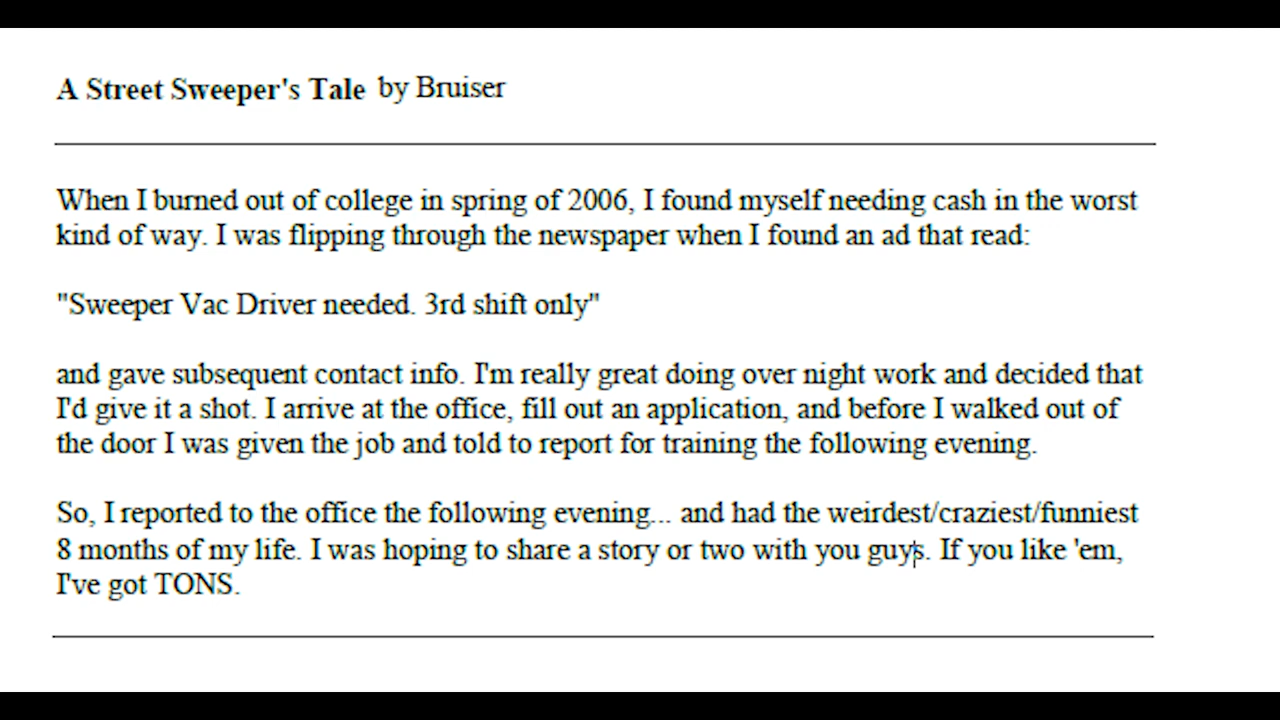 A Street Sweeper's Tale by Bruiser
When I burned out of college in spring of 2006, I found myself needing cash in the worst
kind of way. I was flipping through the newspaper when I found an ad that read:
"Sweeper Vac Driver needed. 3rd shift only"
and gave subsequent contact info. I'm really great doing over night work and decided that
I'd give it a shot. I arrive at the office, fill out an application, and before I walked out of
the door I was given the job and told to report for training the following evening.
So, I reported to the office the following evening... and had the weirdest/craziest/funniest
8 months of my life. I was hoping to share a story or two with you guys. If you like 'em,
I've got TONS.